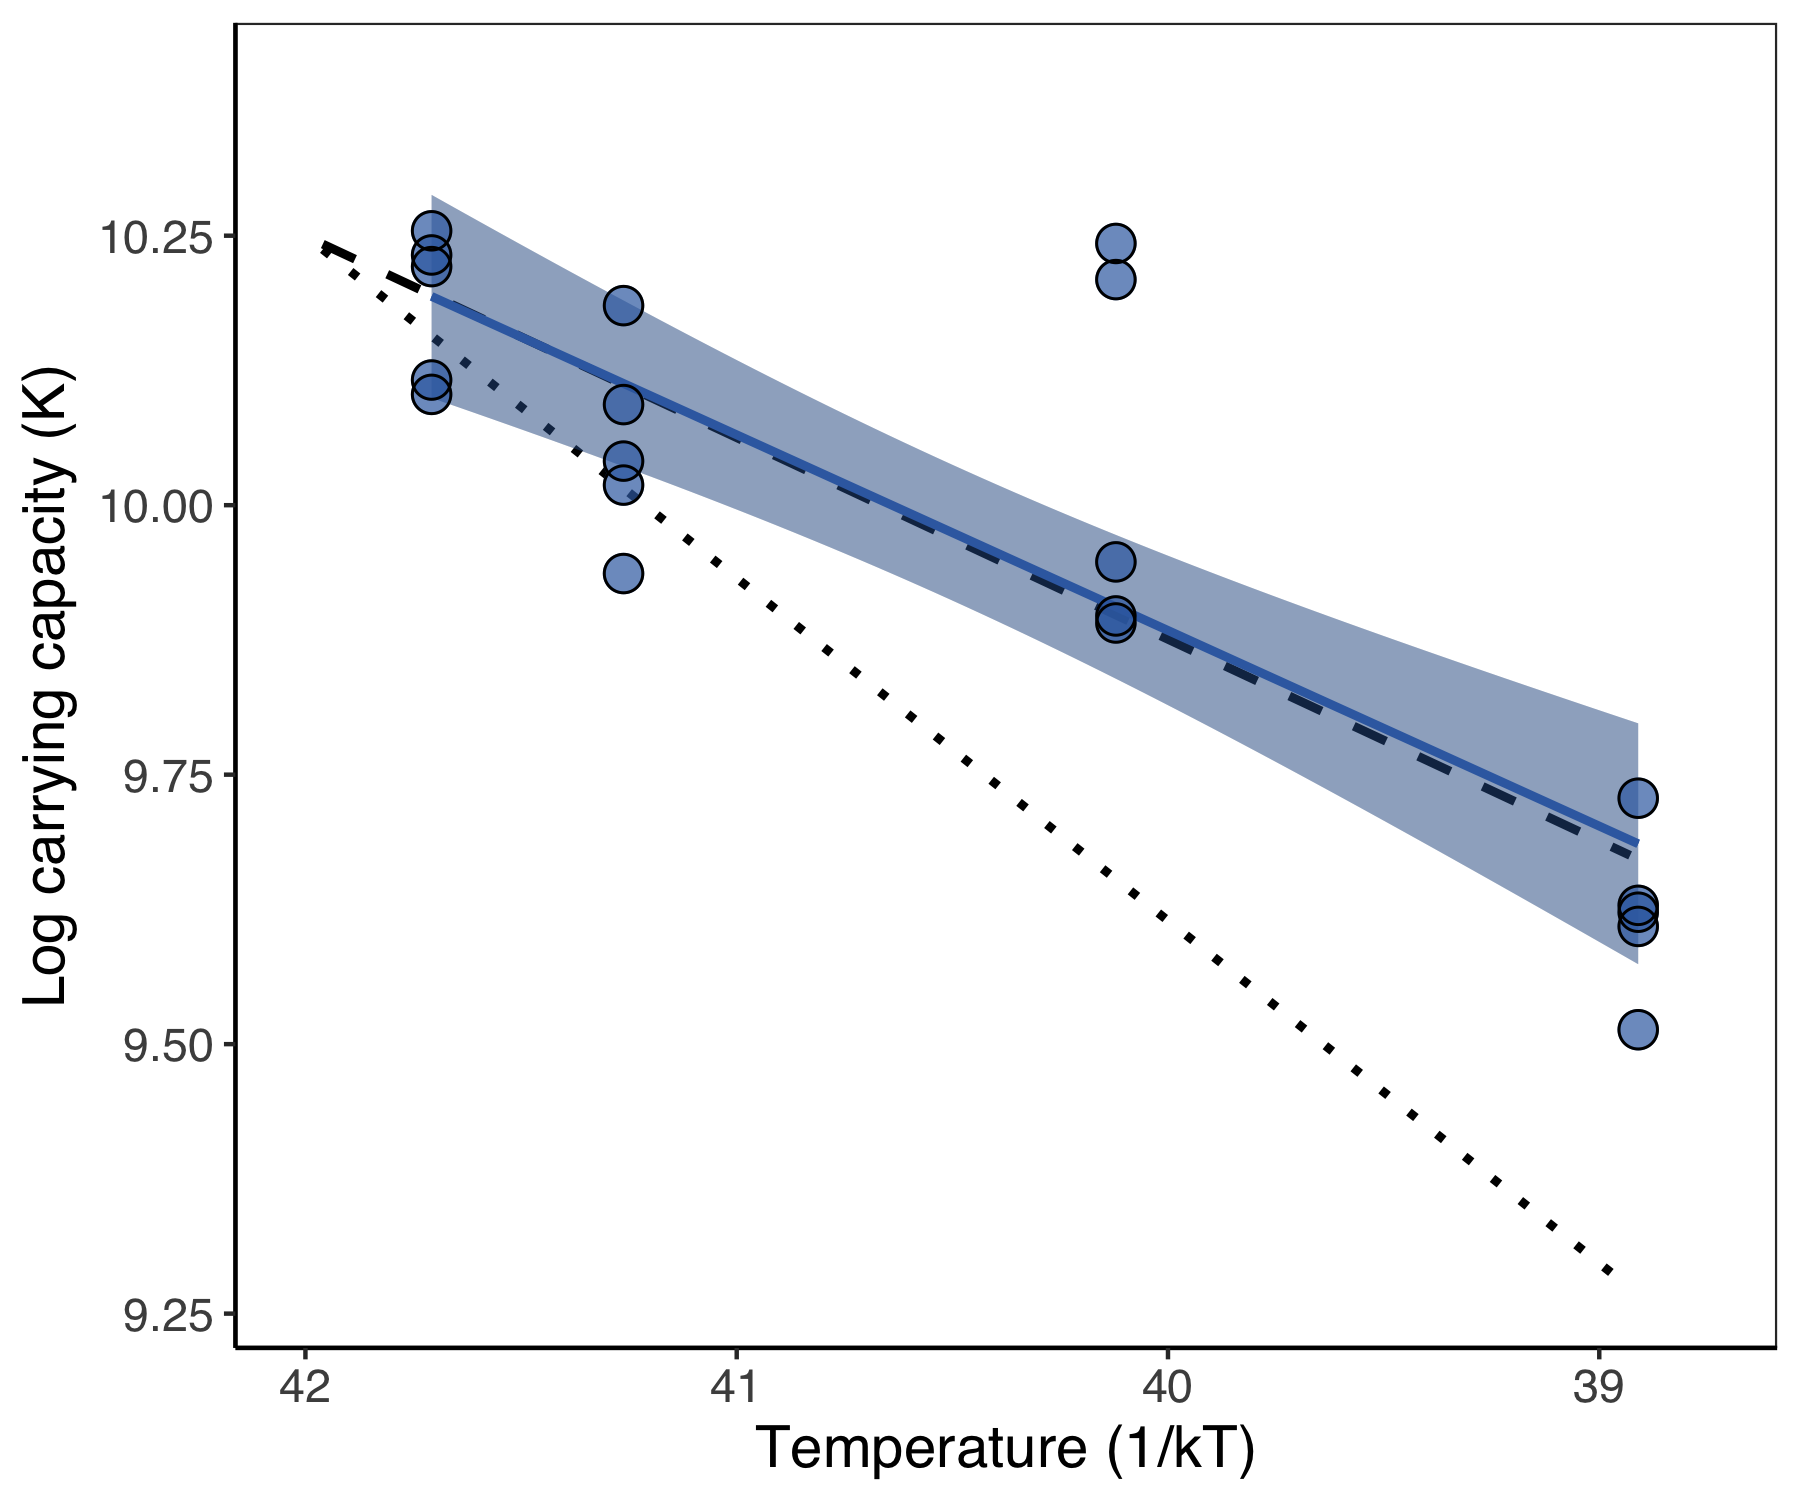 Log carrying capacity (K)
10.25
10.00
9.75
9.50
9.25
42 41 40 39
Temperature (1/kT)